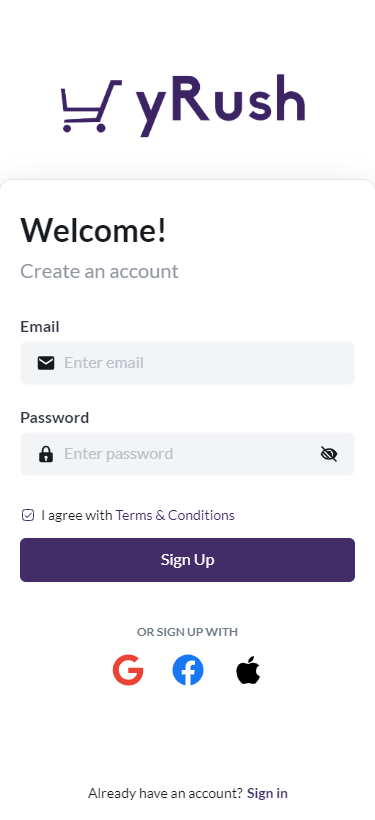 yRush
Welcome!
Create an account
Email
Enter email
Password
Enter password
I agree with Terms & Conditions
Sign Up
OR SIGN UP WITH
Already have an account? Sign in